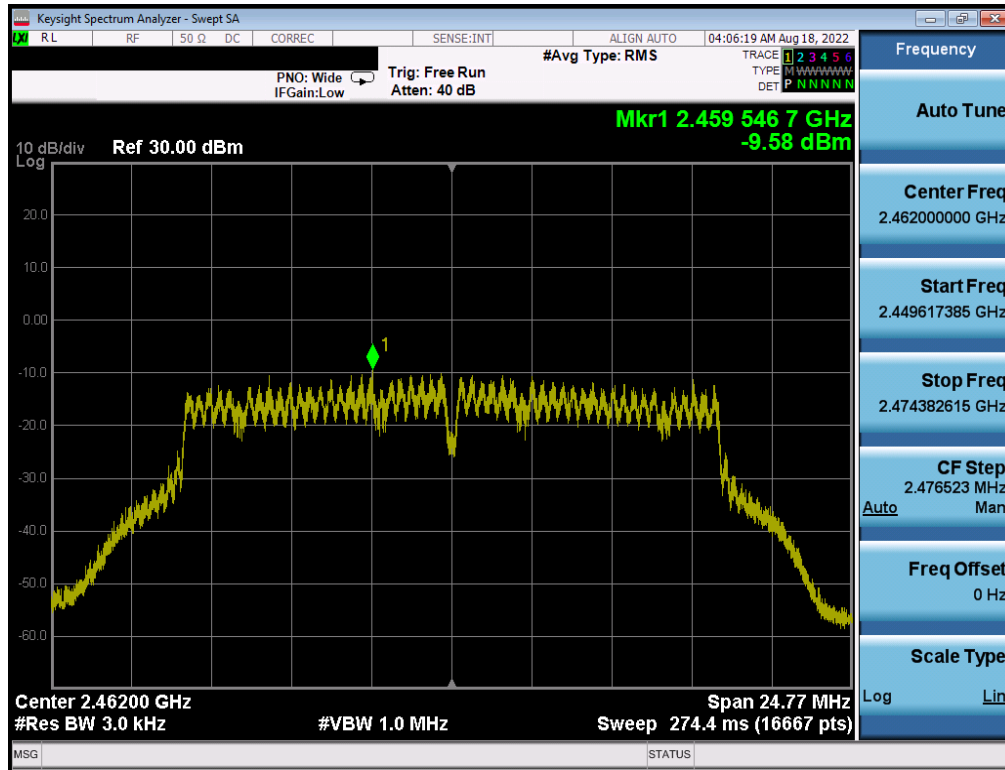 Keysight Spectrum Analyzer - Swept SA
LXI RL RF 50 Ω DC CORREC SENSE:INT ALIGN AUTO 04:06:19 AM Aug 18, 2022
#Avg Type: RMS
TRACE 1 2 3 4 5 6
TYPE M W W W W W
DET P N N N N N
PNO: Wide
IFGain:Low
Trig: Free Run
Atten: 40 dB
Mkr1 2.459 546 7 GHz
-9.58 dBm
10 dB/div
Log
Ref 30.00 dBm
20.0
10.0
0.00
-10.0
-20.0
-30.0
-40.0
-50.0
-60.0
1
Center 2.46200 GHz
#Res BW 3.0 kHz
#VBW 1.0 MHz
Span 24.77 MHz
Sweep 274.4 ms (16667 pts)
MSG
STATUS
Frequency
Auto Tune
Center Freq
2.462000000 GHz
Start Freq
2.449617385 GHz
Stop Freq
2.474382615 GHz
CF Step
2.476523 MHz
Auto Man
Freq Offset
0 Hz
Scale Type
Log Lin